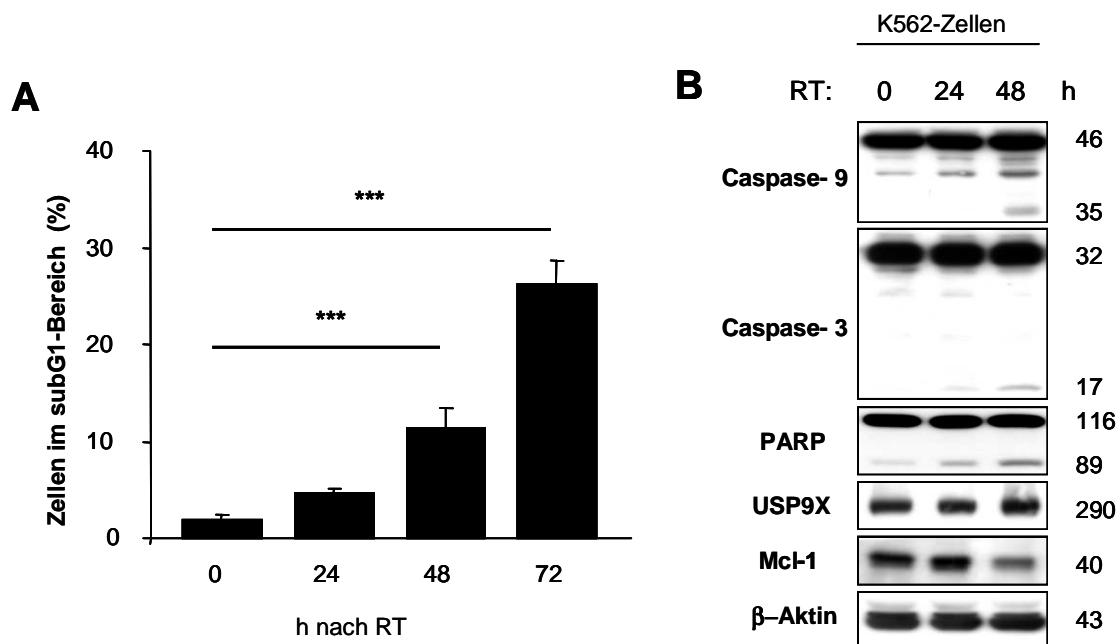 A
Zellen im subG1-Bereich (%)
40
30
20
10
0
***
***
0 24 48 72
h nach RT
K562-Zellen
B
RT: 0 24 48 h
Caspase- 9
46
35
Caspase- 3
32
17
PARP
116
89
USP9X
290
Mcl-1
40
β–Aktin
43